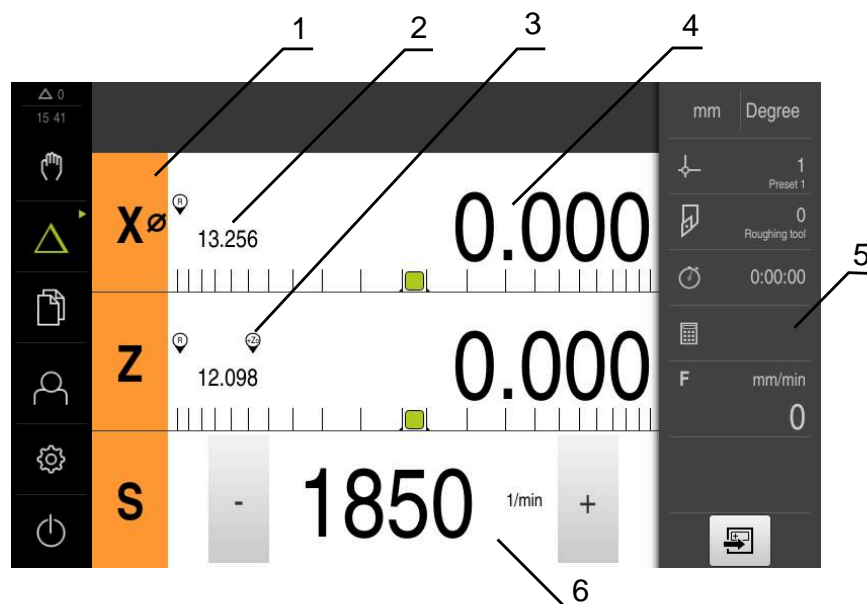 1
2
3
4
△ 0
15 41
mm Degree
1
Preset 1
X⌀
R
13.256
0.000
0
Roughing tool
5
0:00:00
Z
R
+Zo
12.098
0.000
F mm/min
0
S
-
1850
1/min
+
6